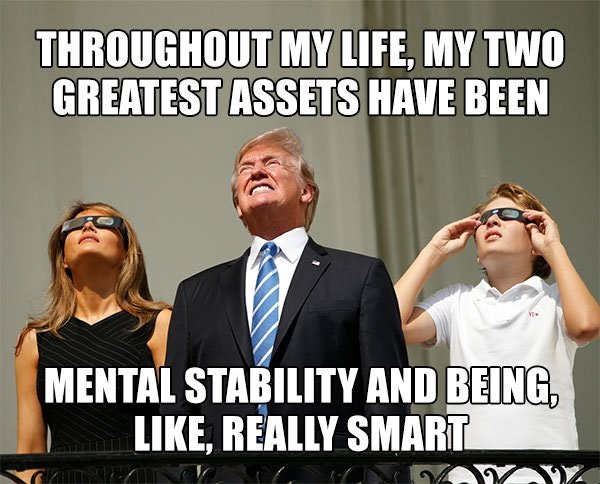 THROUGHOUT MY LIFE, MY TWO
GREATEST ASSETS HAVE BEEN
MENTAL STABILITY AND BEING,
LIKE, REALLY SMART